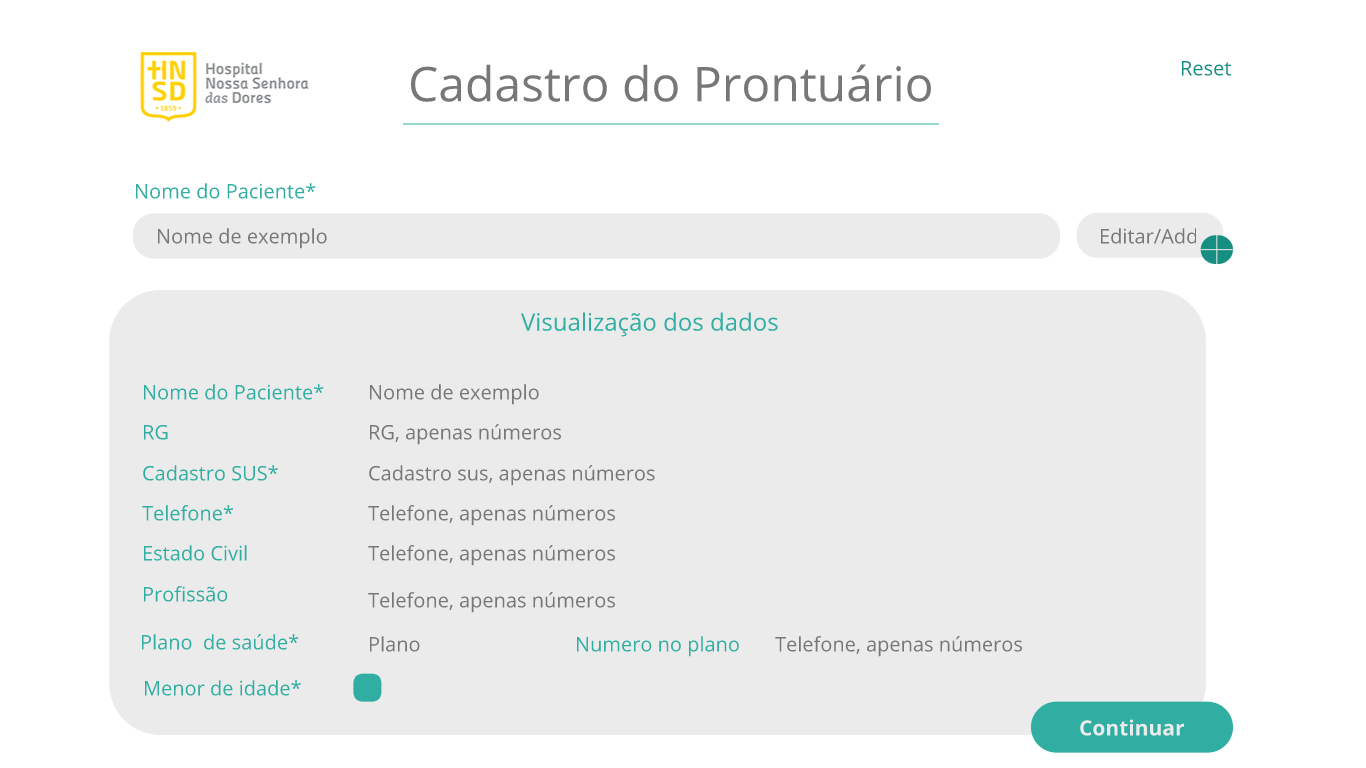 HN
SD
• 1859 •
Hospital
Nossa Senhora
das Dores
Cadastro do Prontuário
Reset
Nome do Paciente*
Nome de exemplo
Editar/Add
Visualização dos dados
Nome do Paciente* Nome de exemplo
RG RG, apenas números
Cadastro SUS* Cadastro sus, apenas números
Telefone* Telefone, apenas números
Estado Civil Telefone, apenas números
Profissão Telefone, apenas números
Plano de saúde* Plano Numero no plano Telefone, apenas números
Menor de idade*
Continuar